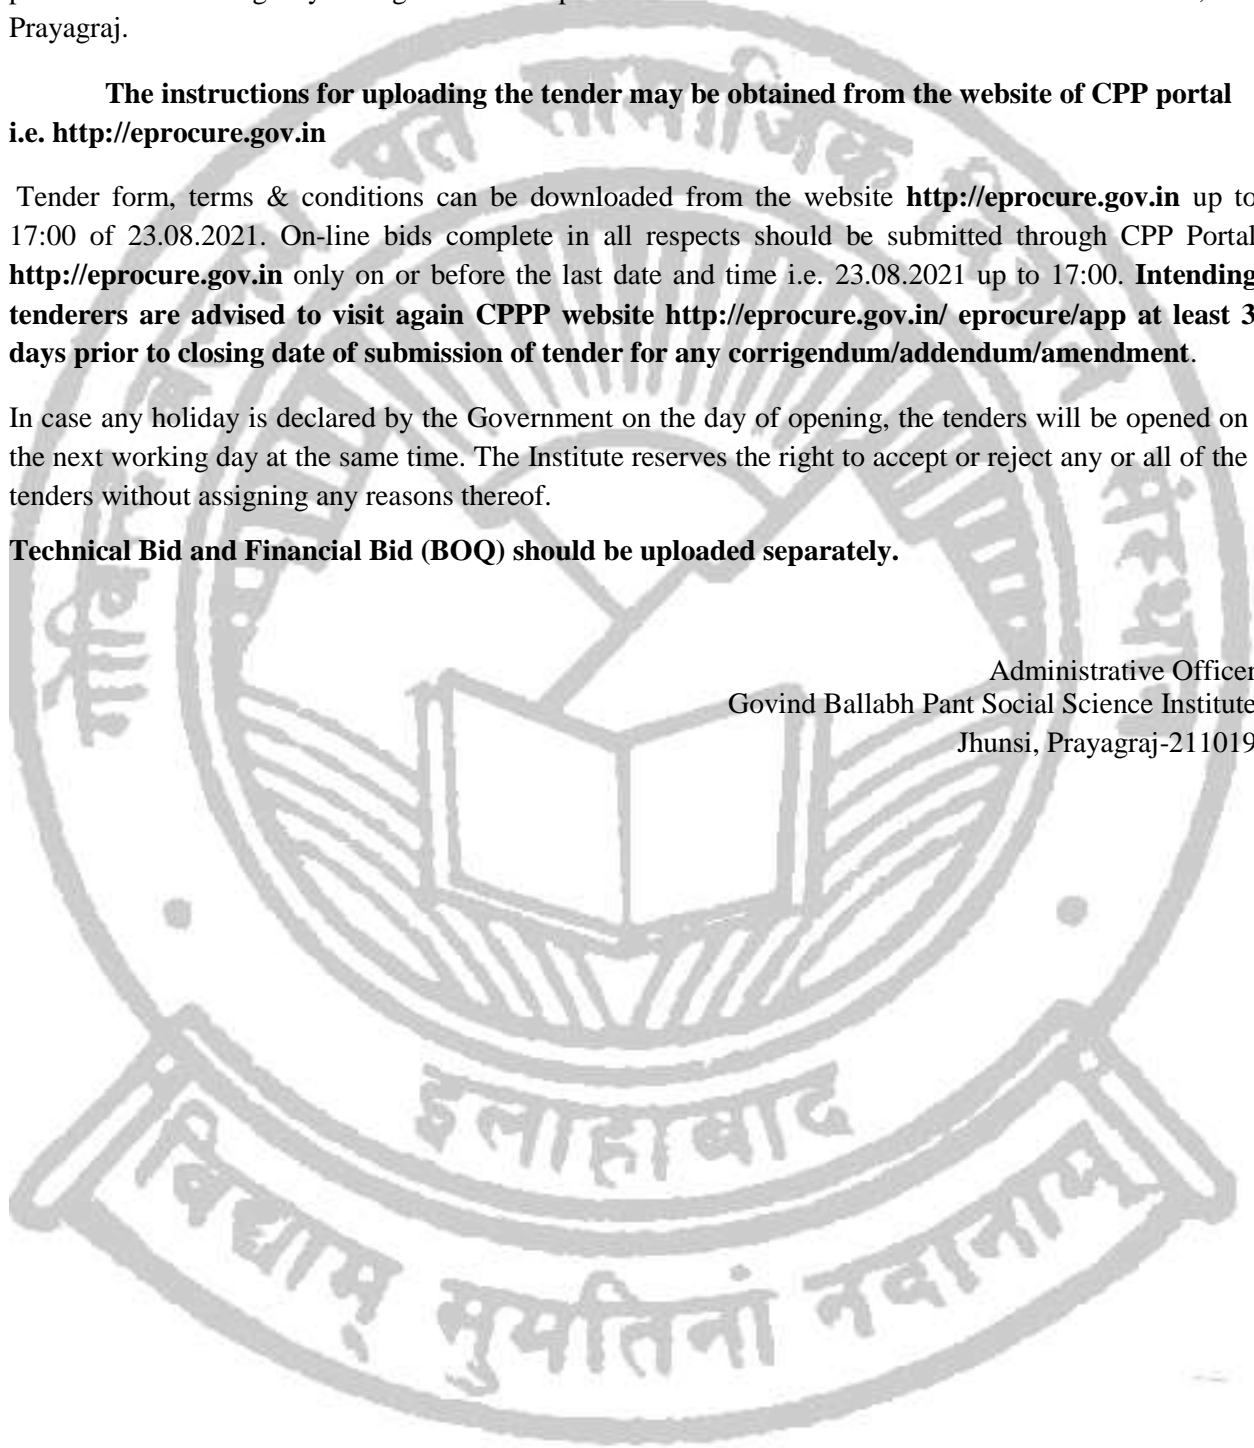 Prayagraj.
The instructions for uploading the tender may be obtained from the website of CPP portal
i.e. http://eprocure.gov.in
Tender form, terms & conditions can be downloaded from the website http://eprocure.gov.in up to
17:00 of 23.08.2021. On-line bids complete in all respects should be submitted through CPP Portal
http://eprocure.gov.in only on or before the last date and time i.e. 23.08.2021 up to 17:00. Intending
tenderers are advised to visit again CPPP website http://eprocure.gov.in/ eprocure/app at least 3
days prior to closing date of submission of tender for any corrigendum/addendum/amendment.
In case any holiday is declared by the Government on the day of opening, the tenders will be opened on
the next working day at the same time. The Institute reserves the right to accept or reject any or all of the
tenders without assigning any reasons thereof.
Technical Bid and Financial Bid (BOQ) should be uploaded separately.
Administrative Officer
Govind Ballabh Pant Social Science Institute
Jhunsi, Prayagraj-211019
पंत सामाजिक विज्ञान संस्थान
इलाहाबाद